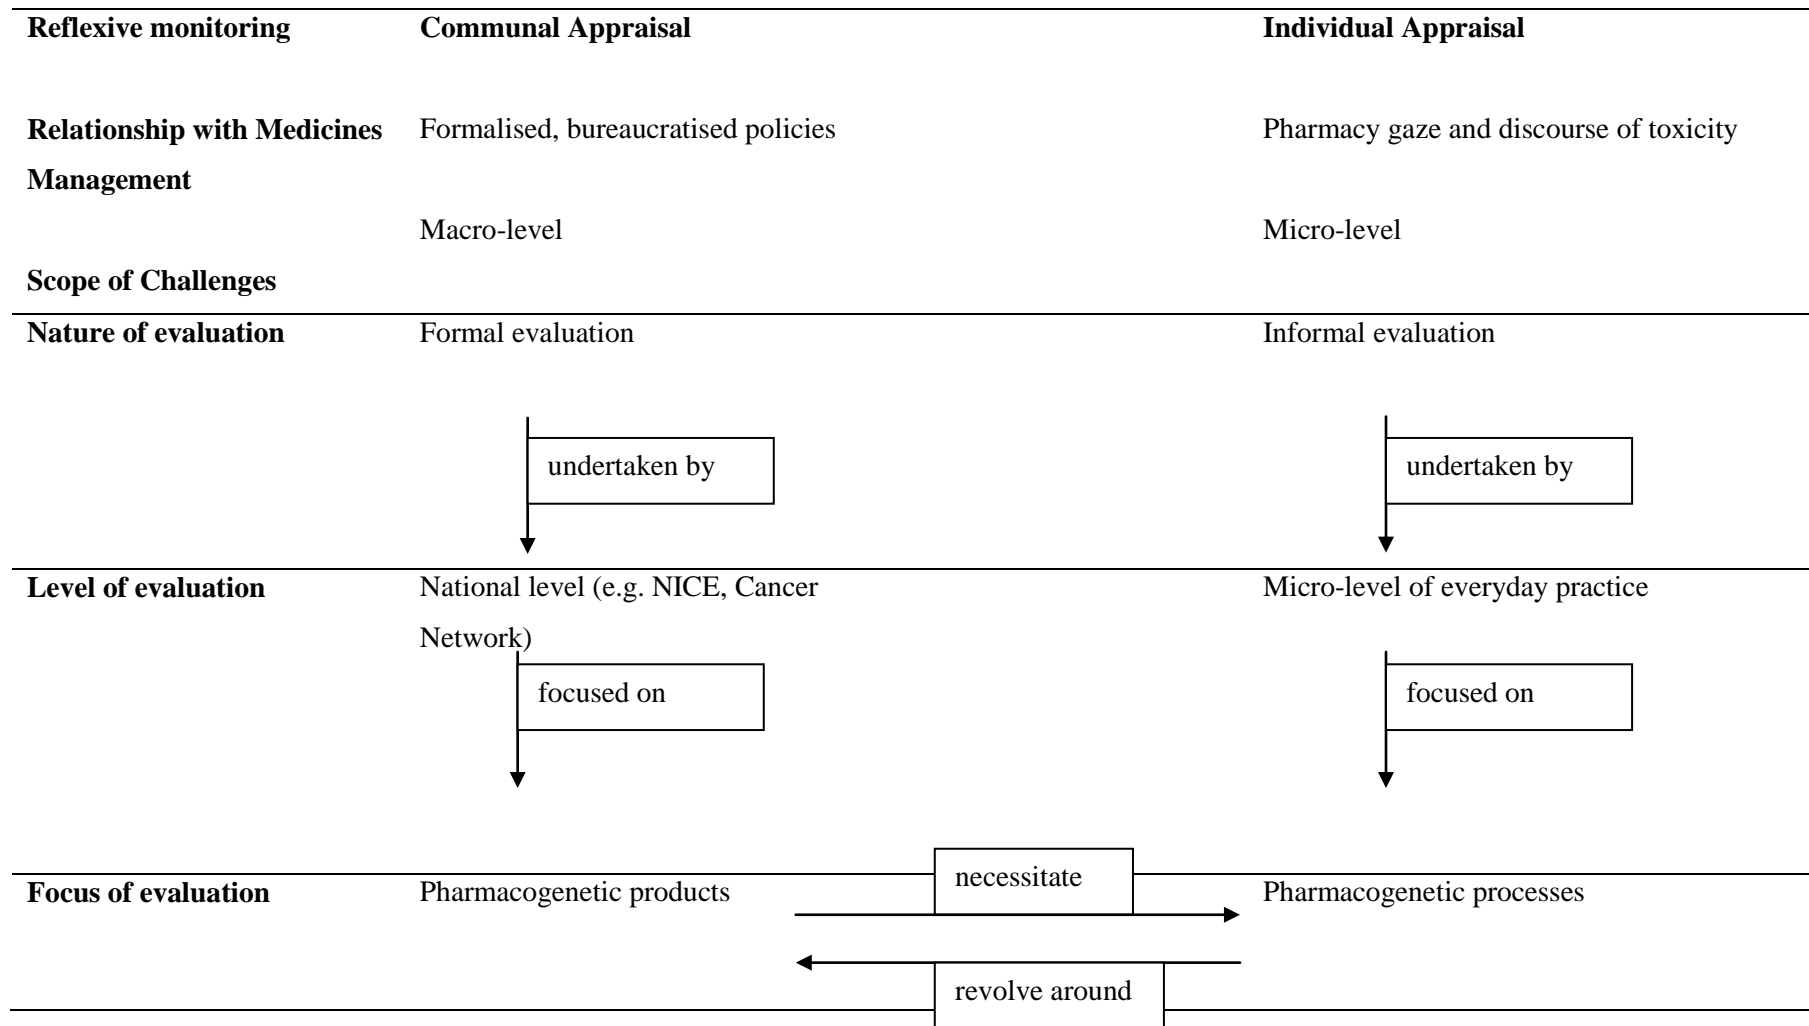 Reflexive monitoring Communal Appraisal Individual Appraisal
Relationship with Medicines Formalised, bureaucratised policies Pharmacy gaze and discourse of toxicity
Management
Macro-level Micro-level
Scope of Challenges
Nature of evaluation Formal evaluation Informal evaluation
undertaken by undertaken by
Level of evaluation National level (e.g. NICE, Cancer Micro-level of everyday practice
Network)
focused on focused on
necessitate
Focus of evaluation Pharmacogenetic products Pharmacogenetic processes
revolve around